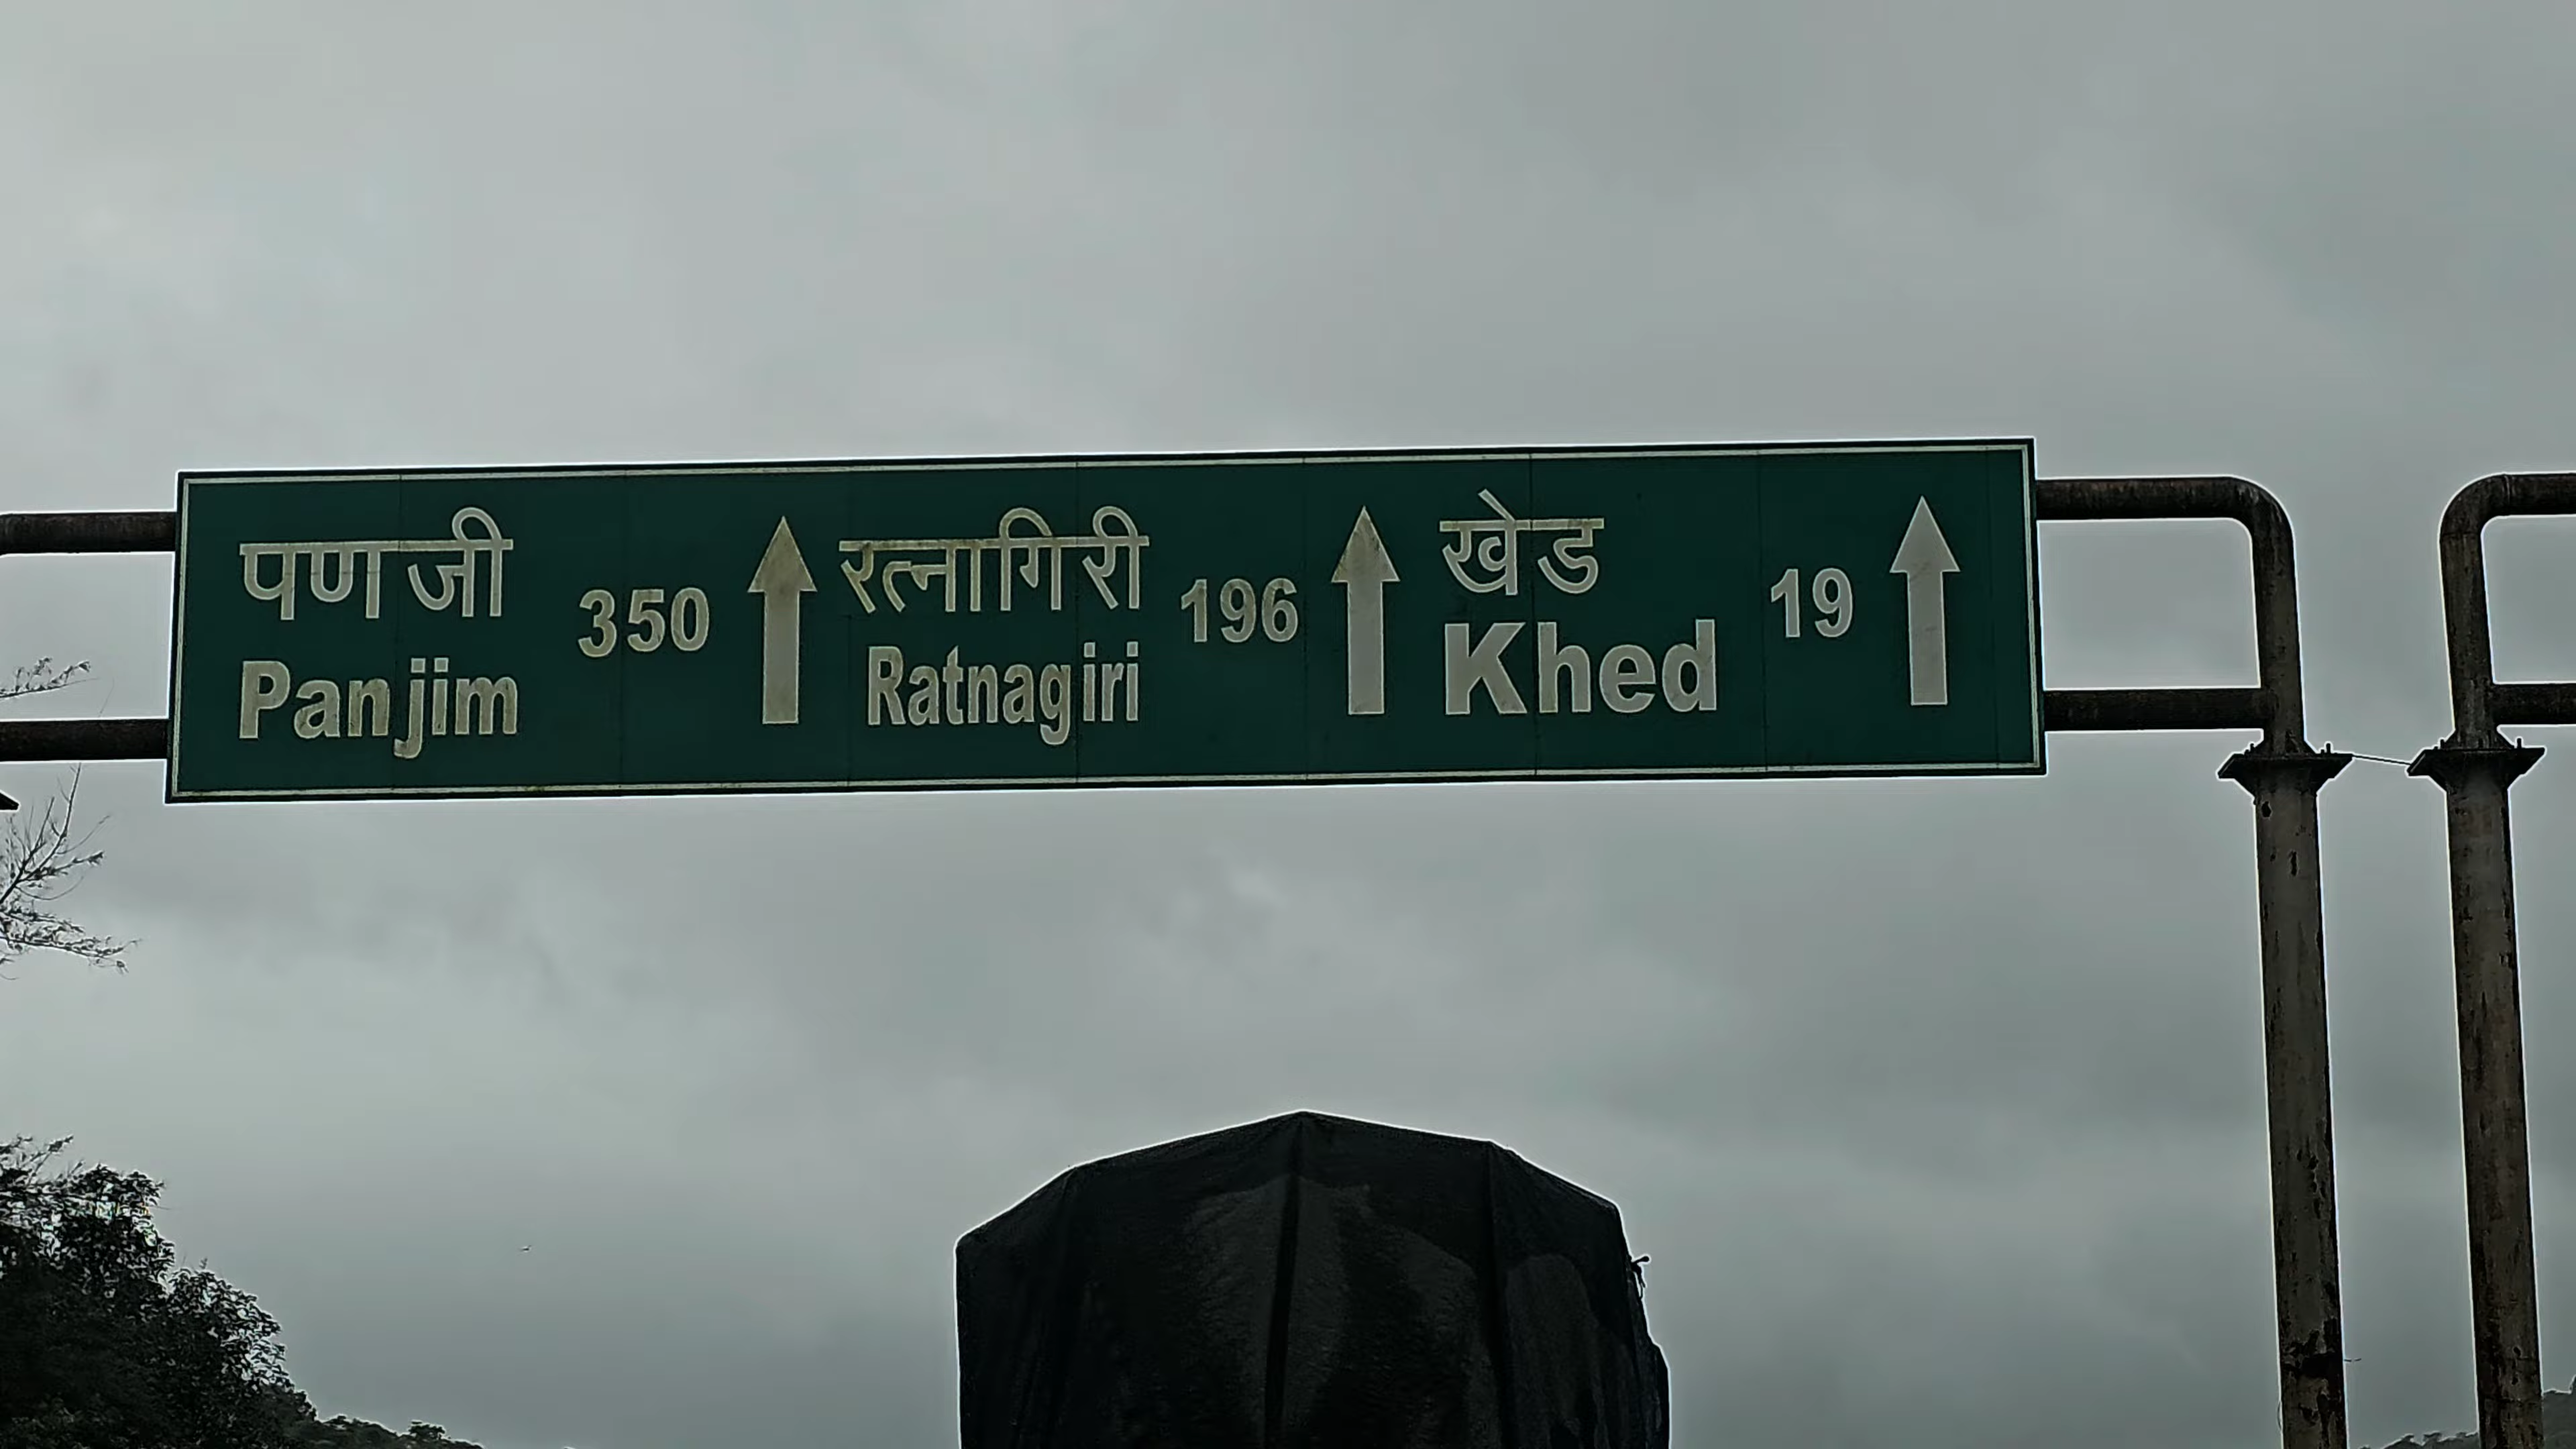 पणजी
Panjim
350
रत्नागिरी
Ratnagiri
196
खेड
Khed
19